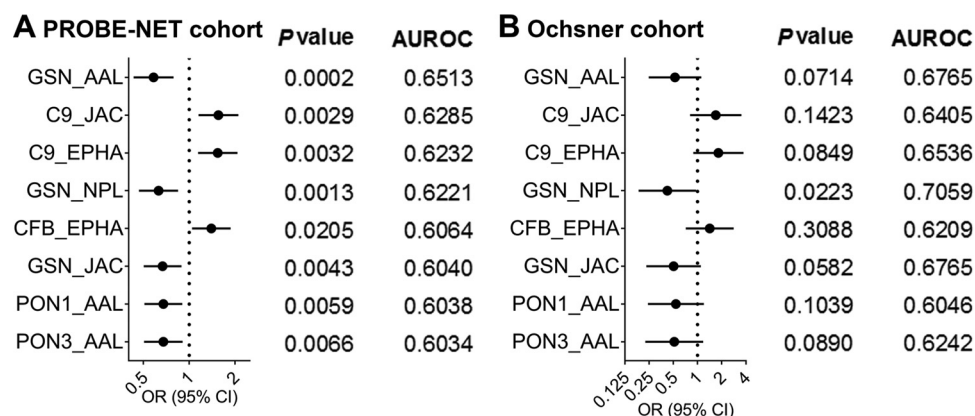 A PROBE-NET cohort P value AUROC
GSN_AAL 0.0002 0.6513
C9_JAC 0.0029 0.6285
C9_EPHA 0.0032 0.6232
GSN_NPL 0.0013 0.6221
CFB_EPHA 0.0205 0.6064
GSN_JAC 0.0043 0.6040
PON1_AAL 0.0059 0.6038
PON3_AAL 0.0066 0.6034
0.5 1 2
OR (95% CI)
B Ochsner cohort P value AUROC
GSN_AAL 0.0714 0.6765
C9_JAC 0.1423 0.6405
C9_EPHA 0.0849 0.6536
GSN_NPL 0.0223 0.7059
CFB_EPHA 0.3088 0.6209
GSN_JAC 0.0582 0.6765
PON1_AAL 0.1039 0.6046
PON3_AAL 0.0890 0.6242
0.125 0.25 0.5 1 2 4
OR (95% CI)